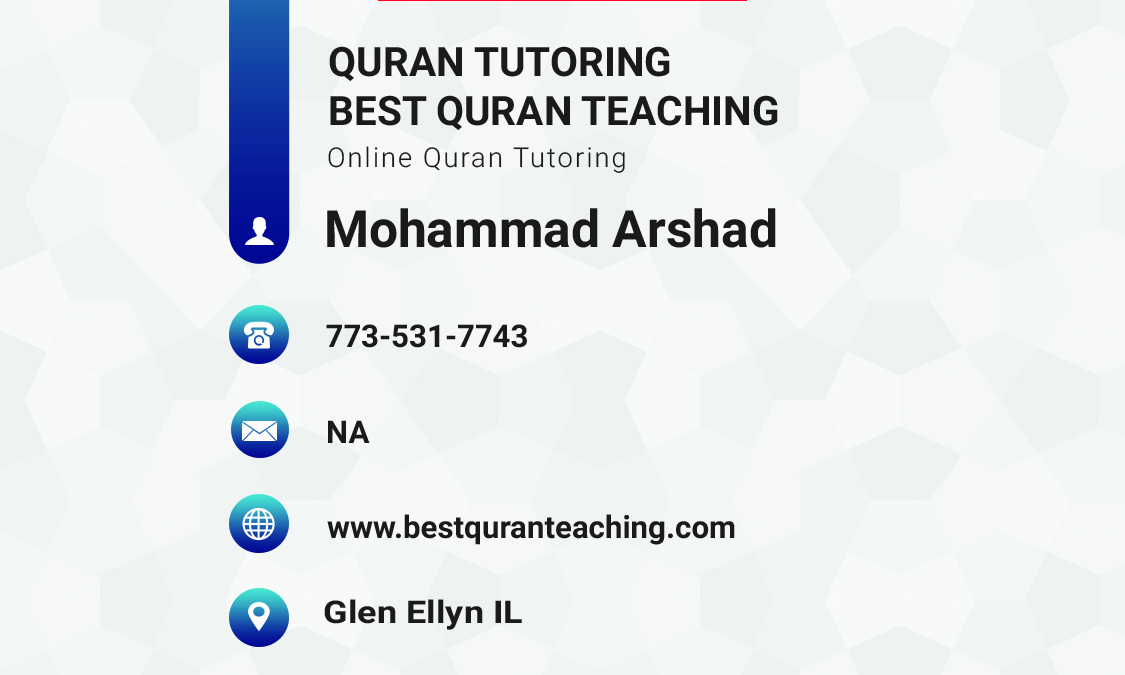 QURAN TUTORING
BEST QURAN TEACHING
Online Quran Tutoring
Mohammad Arshad
773-531-7743
NA
www.bestquranteaching.com
Glen Ellyn IL